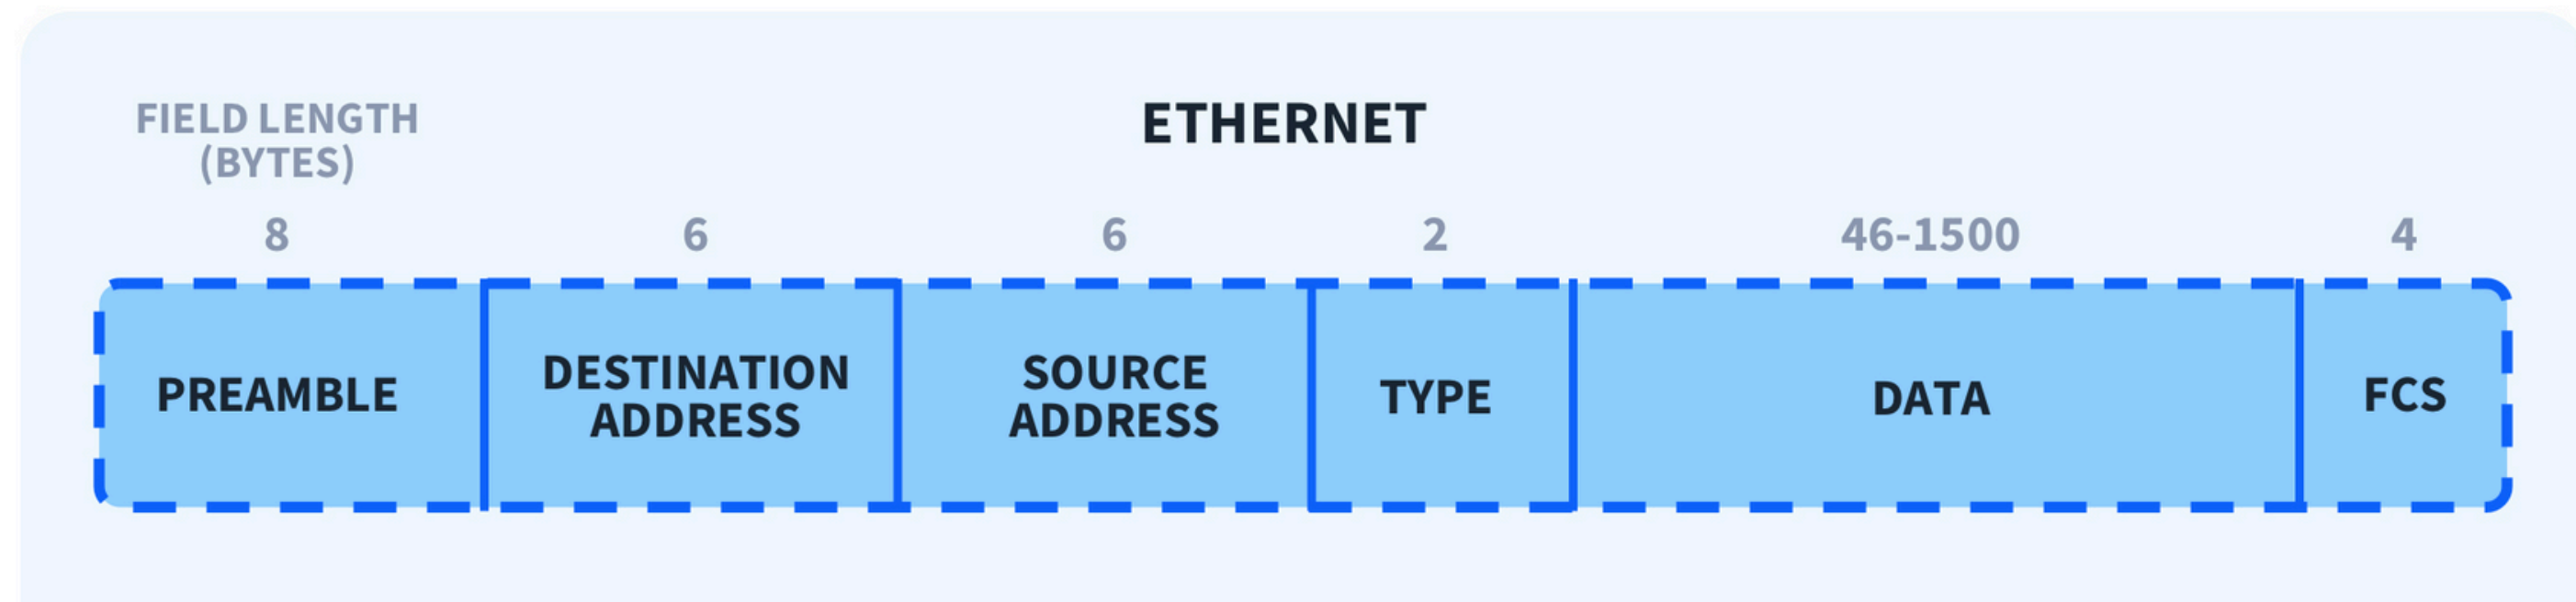 FIELD LENGTH
(BYTES)
ETHERNET
8
6
6
2
46-1500
4
PREAMBLE
DESTINATION
ADDRESS
SOURCE
ADDRESS
TYPE
DATA
FCS